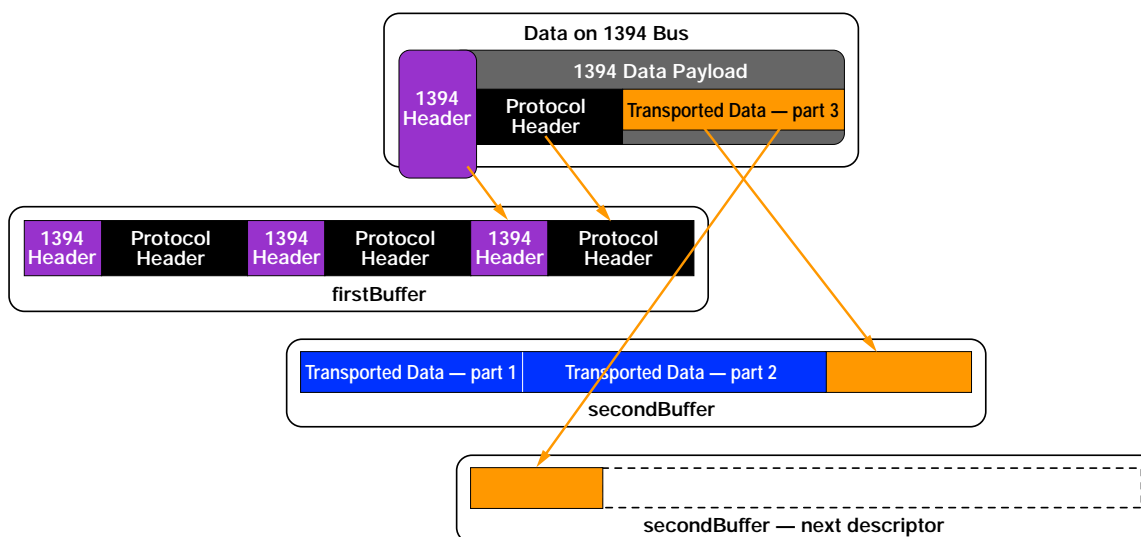 Data on 1394 Bus
1394 Data Payload
1394
Header
Protocol
Header
Transported Data — part 3
1394
Header
Protocol
Header
1394
Header
Protocol
Header
1394
Header
Protocol
Header
firstBuffer
Transported Data — part 1
Transported Data — part 2
secondBuffer
secondBuffer — next descriptor